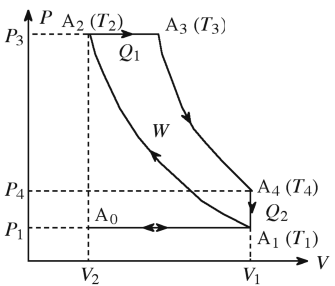 P
P₃
A₂ (T₂)
A₃ (T₃)
Q₁
W
P₄
A₄ (T₄)
Q₂
P₁
A₀
A₁ (T₁)
V₂
V₁
V